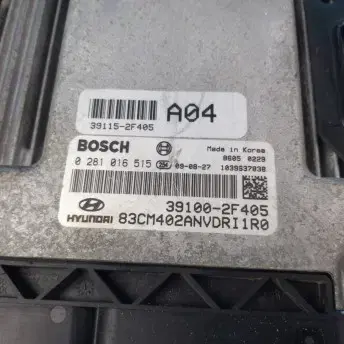 A04
39115-2F405
BOSCH
Made in Korea
8605 0229
0 281 016 515 09-08-27 1039S37038
39100-2F405
HYUNDAI 83CM402ANVDRI1R0